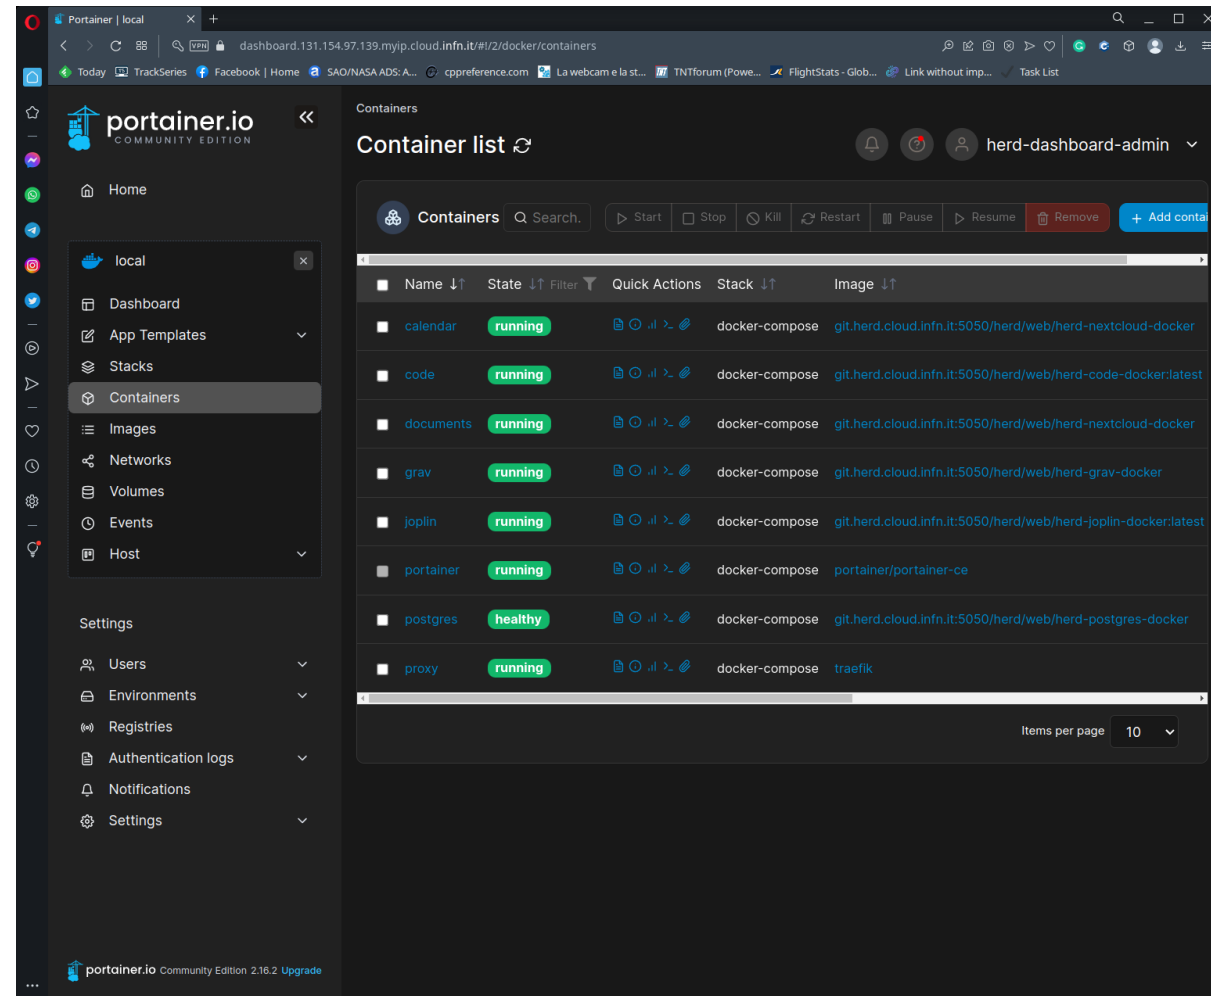 Portainer | local
VPN dashboard.131.154.97.139.myip.cloud.infn.it/#!/2/docker/containers
Today TrackSeries Facebook | Home SAO/NASA ADS: A... cppreference.com La webcam e la st... TNTforum (Powe... FlightStats - Glob... Link without imp... Task List
portainer.io
COMMUNITY EDITION
Home
local
Dashboard
App Templates
Stacks
Containers
Images
Networks
Volumes
Events
Host
Settings
Users
Environments
Registries
Authentication logs
Notifications
Settings
portainer.io Community Edition 2.16.2 Upgrade
Containers
Container list
herd-dashboard-admin
Containers Search. Start Stop Kill Restart Pause Resume Remove + Add contai
Name State Filter Quick Actions Stack Image
calendar running docker-compose git.herd.cloud.infn.it:5050/herd/web/herd-nextcloud-docker
code running docker-compose git.herd.cloud.infn.it:5050/herd/web/herd-code-docker:latest
documents running docker-compose git.herd.cloud.infn.it:5050/herd/web/herd-nextcloud-docker
grav running docker-compose git.herd.cloud.infn.it:5050/herd/web/herd-grav-docker
joplin running docker-compose git.herd.cloud.infn.it:5050/herd/web/herd-joplin-docker:latest
portainer running docker-compose portainer/portainer-ce
postgres healthy docker-compose git.herd.cloud.infn.it:5050/herd/web/herd-postgres-docker
proxy running docker-compose traefik
Items per page 10